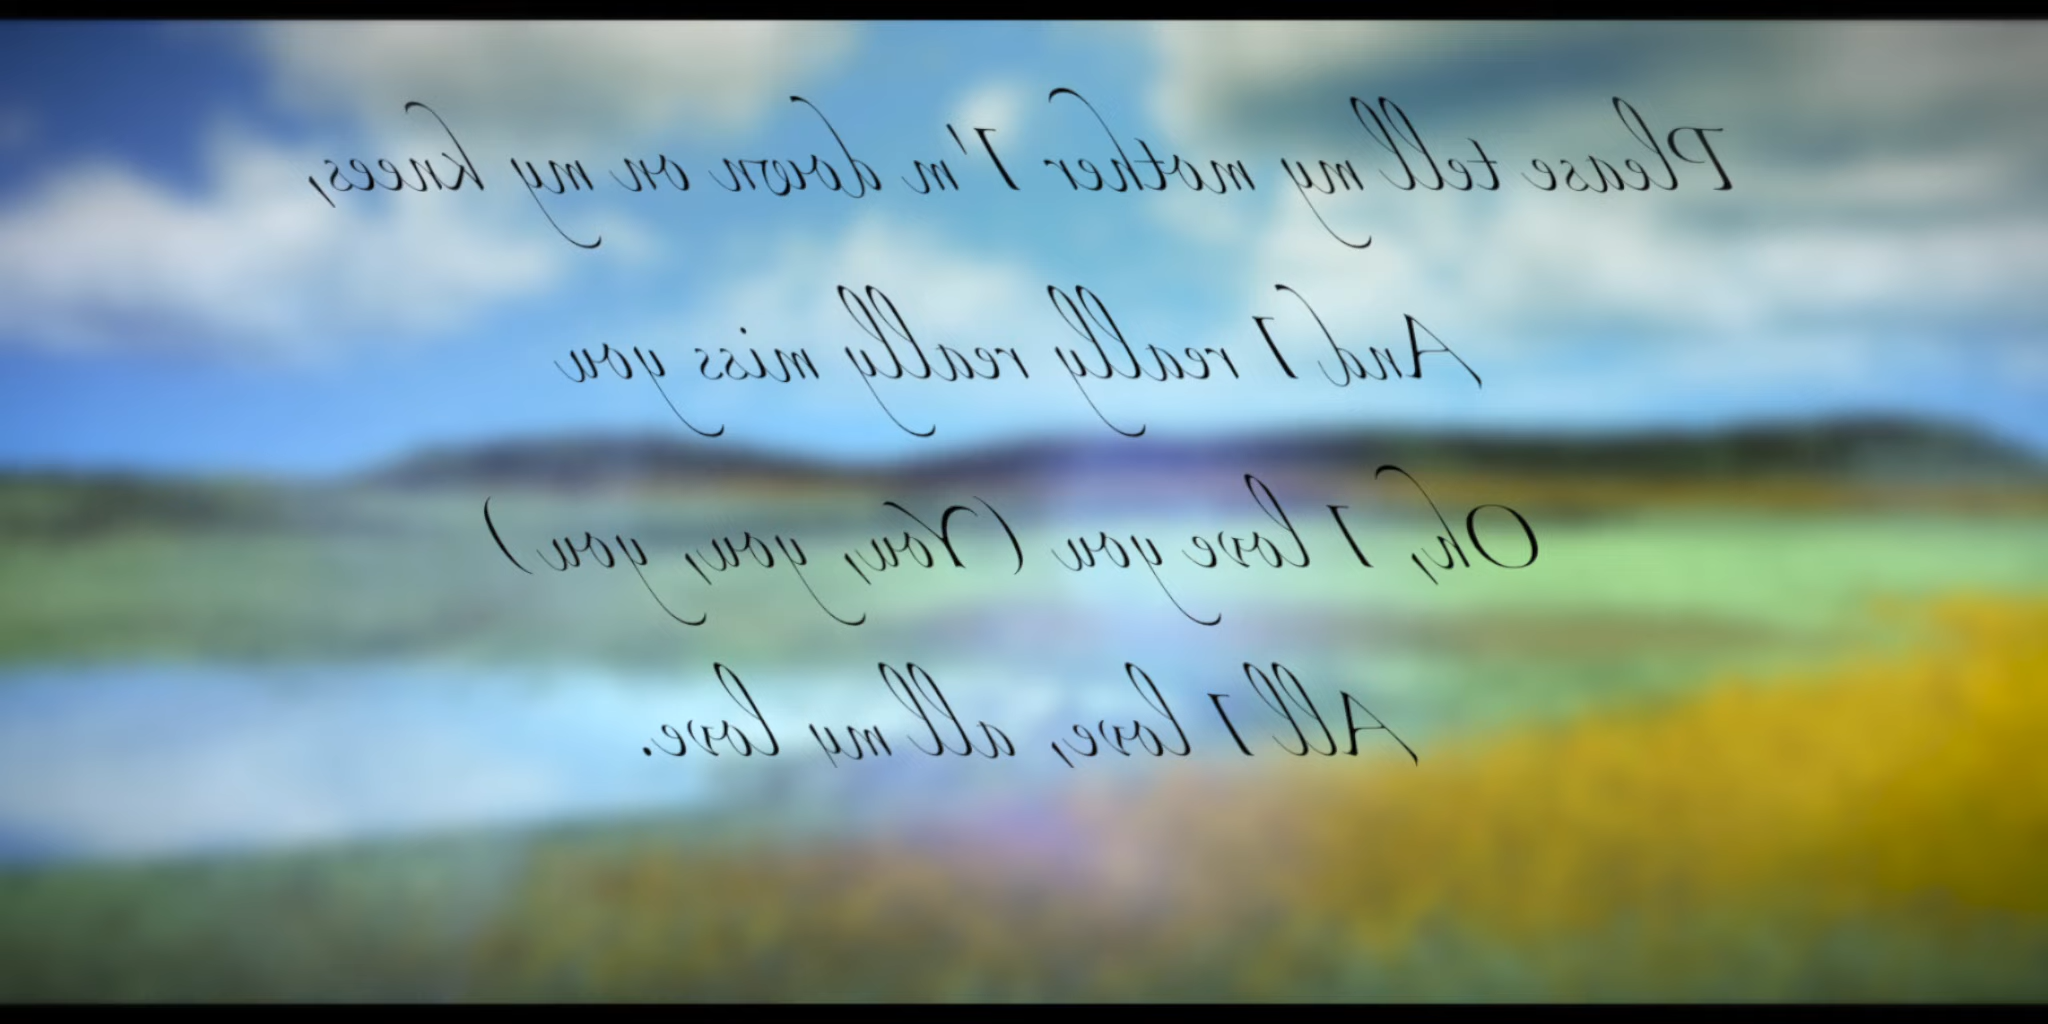 Please tell my mother I'm down on my knees,
And I really really miss you
Oh, I love you (You, you, you)
All I love, all my love.